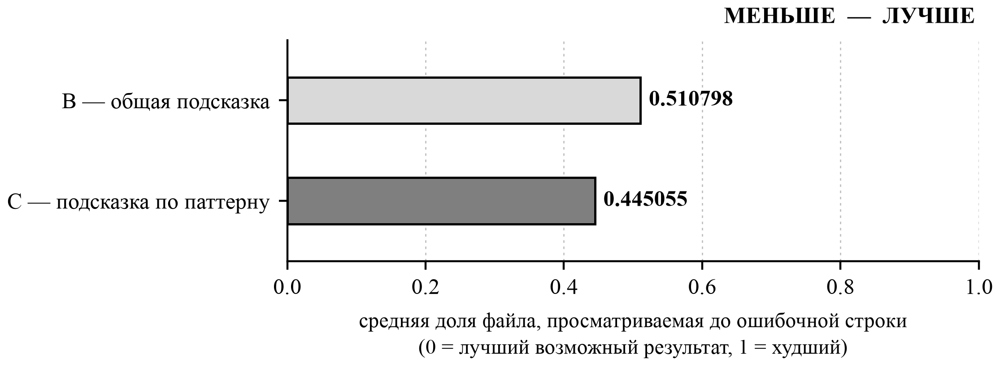 МЕНЬШЕ — ЛУЧШЕ
B — общая подсказка
0.510798
C — подсказка по паттерну
0.445055
0.0 0.2 0.4 0.6 0.8 1.0
средняя доля файла, просматриваемая до ошибочной строки
(0 = лучший возможный результат, 1 = худший)